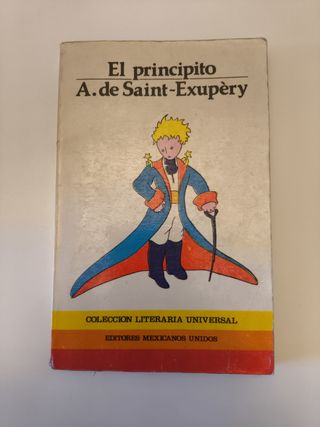 El principito
A. de Saint-Exupèry
COLECCION LITERARIA UNIVERSAL
EDITORES MEXICANOS UNIDOS